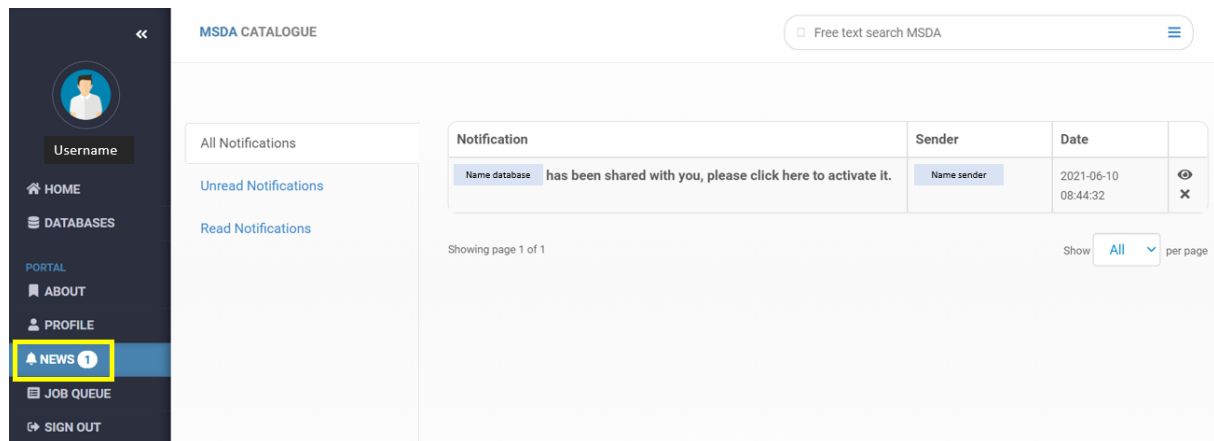 «
MSDA CATALOGUE
Free text search MSDA
Username
HOME
DATABASES
PORTAL
ABOUT
PROFILE
NEWS 1
JOB QUEUE
SIGN OUT
All Notifications
Unread Notifications
Read Notifications
Notification Sender Date
Name database has been shared with you, please click here to activate it. Name sender 2021-06-10
08:44:32
Showing page 1 of 1 Show All per page